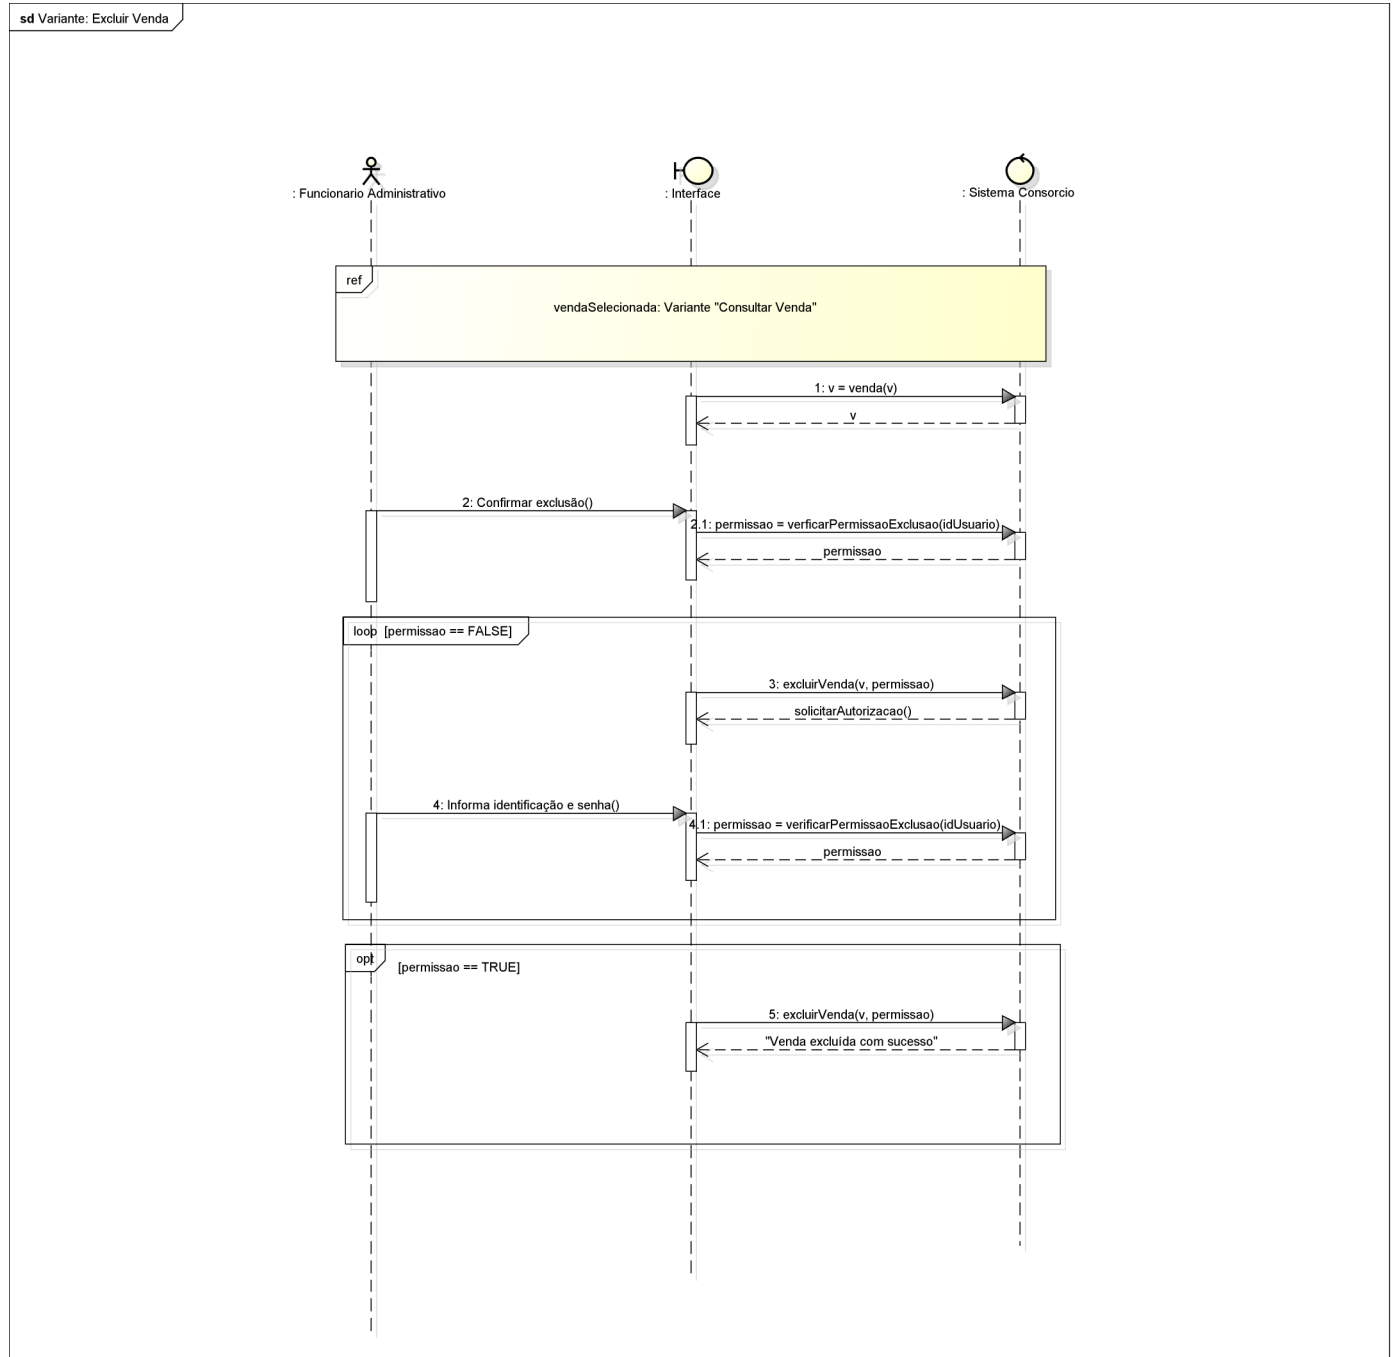 sd Variante: Excluir Venda
: Funcionario Administrativo
: Interface
: Sistema Consorcio
ref
vendaSelecionada: Variante "Consultar Venda"
1: v = venda(v)
v
2: Confirmar exclusão()
2.1: permissao = verficarPermissaoExclusao(idUsuario)
permissao
loop [permissao == FALSE]
3: excluirVenda(v, permissao)
solicitarAutorizacao()
4: Informa identificação e senha()
4.1: permissao = verificarPermissaoExclusao(idUsuario)
permissao
opt
[permissao == TRUE]
5: excluirVenda(v, permissao)
"Venda excluída com sucesso"